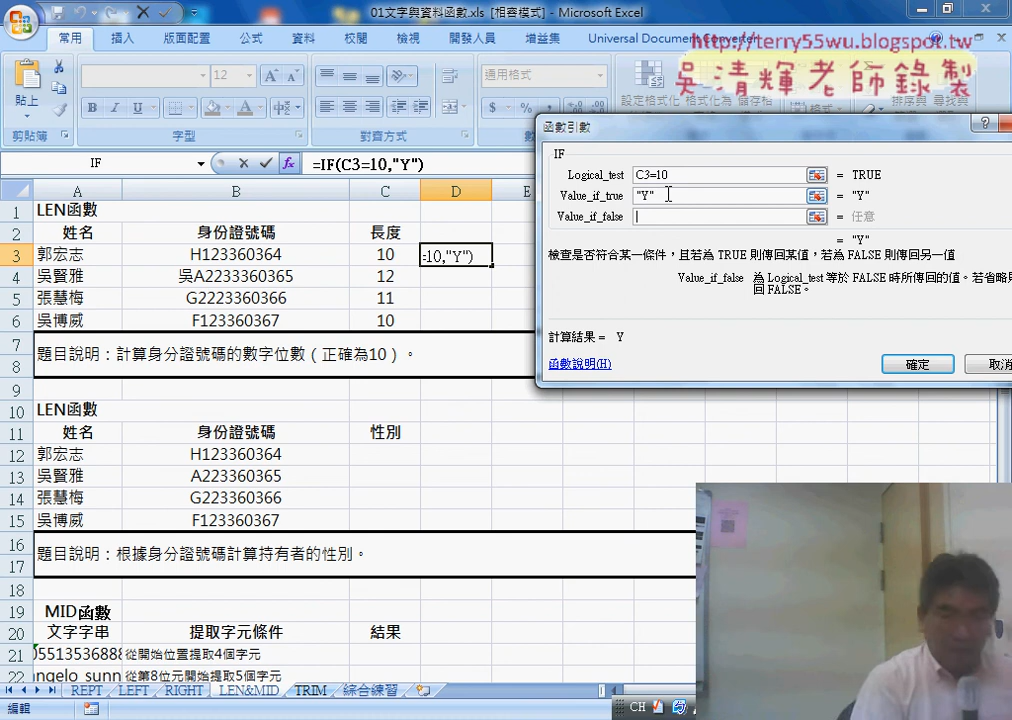 01文字與資料函數.xls [相容模式] - Microsoft Excel
常用 插入 版面配置 公式 資料 校閱 檢視 開發人員 增益集 Universal Document Converter
http://terry55wu.blogspot.tw
吳清輝老師錄製
貼上
12
通用格式
剪貼簿 字型 對齊方式
IF =IF(C3=10,"Y")
A B C D E
1 LEN函數
2 姓名 身份證號碼 長度
3 郭宏志 H123360364 10 =10,"Y")
4 吳賢雅 吳A2233360365 12
5 張慧梅 G2223360366 11
6 吳博威 F123360367 10
7
題目說明：計算身分證號碼的數字位數（正確為10）。
8
9
10 LEN函數
11 姓名 身份證號碼 性別
12 郭宏志 H123360364
13 吳賢雅 A223360365
14 張慧梅 G223360366
15 吳博威 F123360367
16
題目說明：根據身分證號碼計算持有者的性別。
17
18
19 MID函數
20 文字字串 提取字元條件 結果
21 0551353688 從開始位置提取4個字元
22 angelo sunn 從第8位元開始提取5個字元
REPT LEFT RIGHT LEN&MID TRIM 綜合練習
編輯
CH
函數引數
IF
Logical_test C3=10 = TRUE
Value_if_true "Y" = "Y"
Value_if_false = 任意
= "Y"
檢查是否符合某一條件，且若為 TRUE 則傳回某值，若為 FALSE 則傳回另一值
Value_if_false 為 Logical_test 等於 FALSE 時所傳回的值。若省略則
回 FALSE。
計算結果 = Y
函數說明(H)
確定
取消